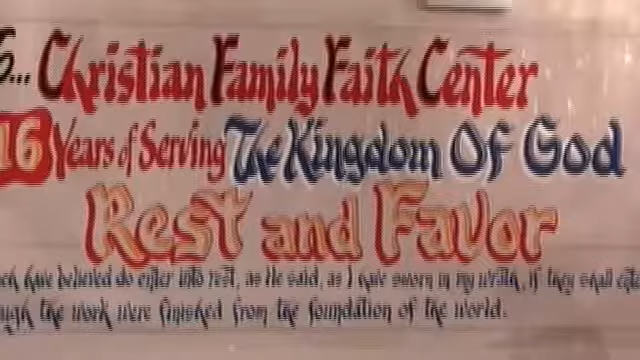 ... Christian Family Faith Center
16 Years of Serving The Kingdom Of God
Rest and Favor
have believed do enter into rest, as He said, as I have sworn in my wrath, if they shall
the work were finished from the foundation of the world.